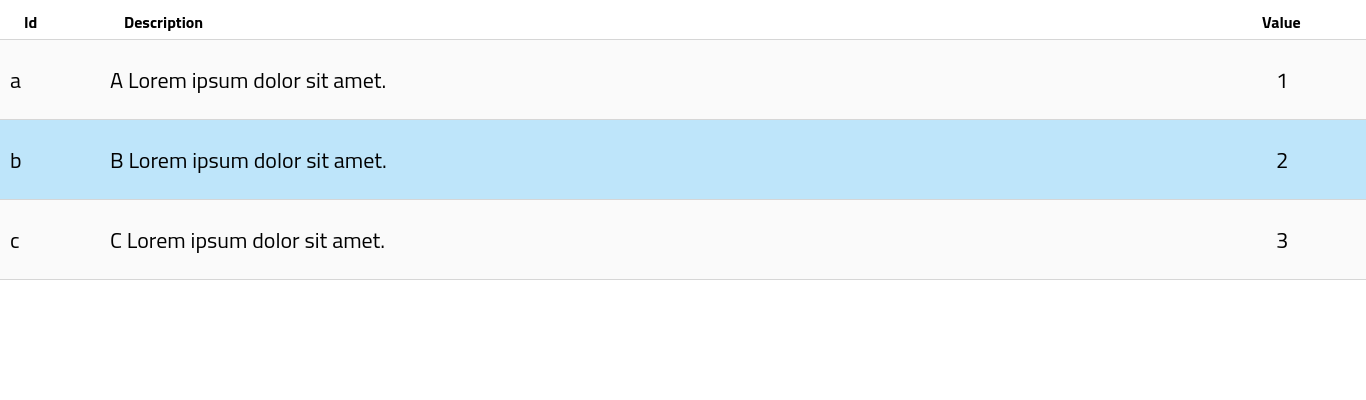 Id Description Value
a A Lorem ipsum dolor sit amet. 1
b B Lorem ipsum dolor sit amet. 2
c C Lorem ipsum dolor sit amet. 3